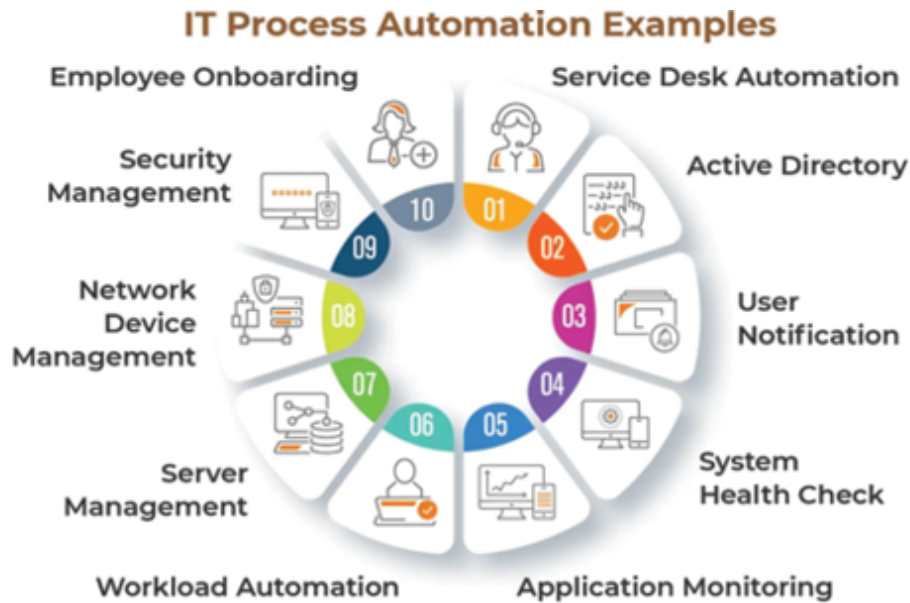 IT Process Automation Examples
Employee Onboarding
Service Desk Automation
Security
Management
Active Directory
Network
Device
Management
User
Notification
Server
Management
System
Health Check
Workload Automation
Application Monitoring
10
01
09
02
08
03
07
04
06
05